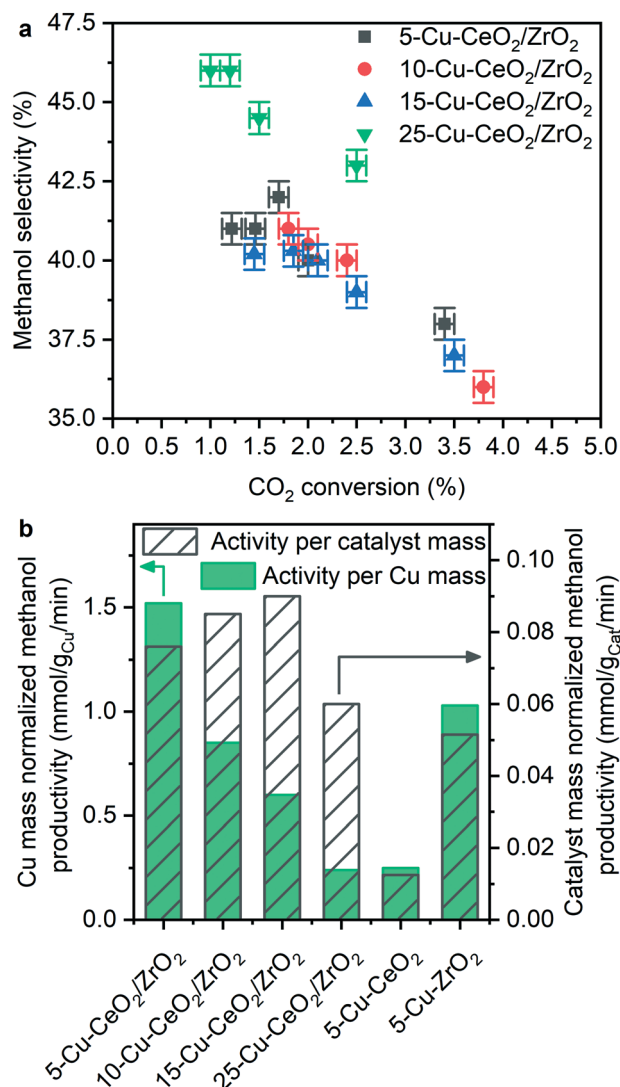 a
47.5
45.0
42.5
40.0
37.5
35.0
Methanol selectivity (%)
5-Cu-CeO₂/ZrO₂
10-Cu-CeO₂/ZrO₂
15-Cu-CeO₂/ZrO₂
25-Cu-CeO₂/ZrO₂
0.0 0.5 1.0 1.5 2.0 2.5 3.0 3.5 4.0 4.5 5.0
CO₂ conversion (%)
b
Activity per catalyst mass
Activity per Cu mass
1.5
1.0
0.5
0.0
Cu mass normalized methanol
productivity (mmol/g_Cu/min)
0.10
0.08
0.06
0.04
0.02
0.00
Catalyst mass normalized methanol
productivity (mmol/g_Cat/min)
5-Cu-CeO₂/ZrO₂
10-Cu-CeO₂/ZrO₂
15-Cu-CeO₂/ZrO₂
25-Cu-CeO₂/ZrO₂
5-Cu-CeO₂
5-Cu-ZrO₂